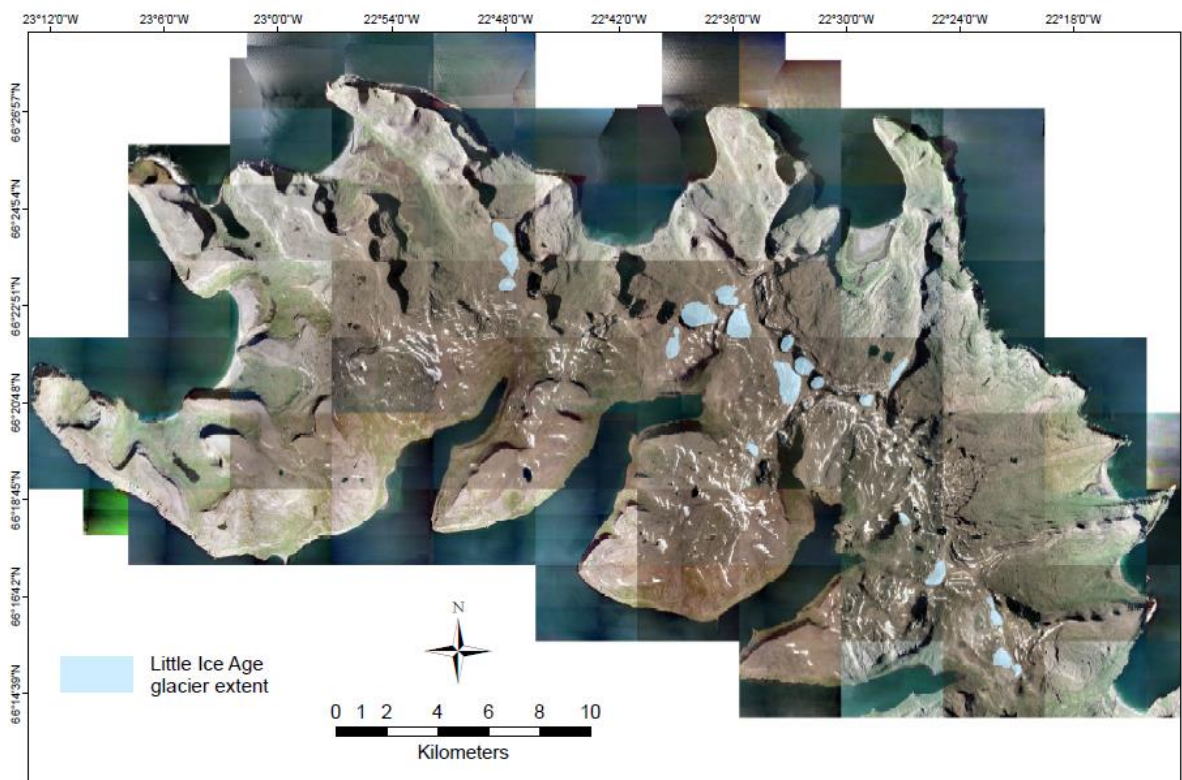 23°12'0"W 23°6'0"W 23°0'0"W 22°54'0"W 22°48'0"W 22°42'0"W 22°36'0"W 22°30'0"W 22°24'0"W 22°18'0"W
66°26'57"N
66°24'54"N
66°22'51"N
66°20'48"N
66°18'45"N
66°16'42"N
66°14'39"N
N
Little Ice Age
glacier extent
0 1 2 4 6 8 10
Kilometers